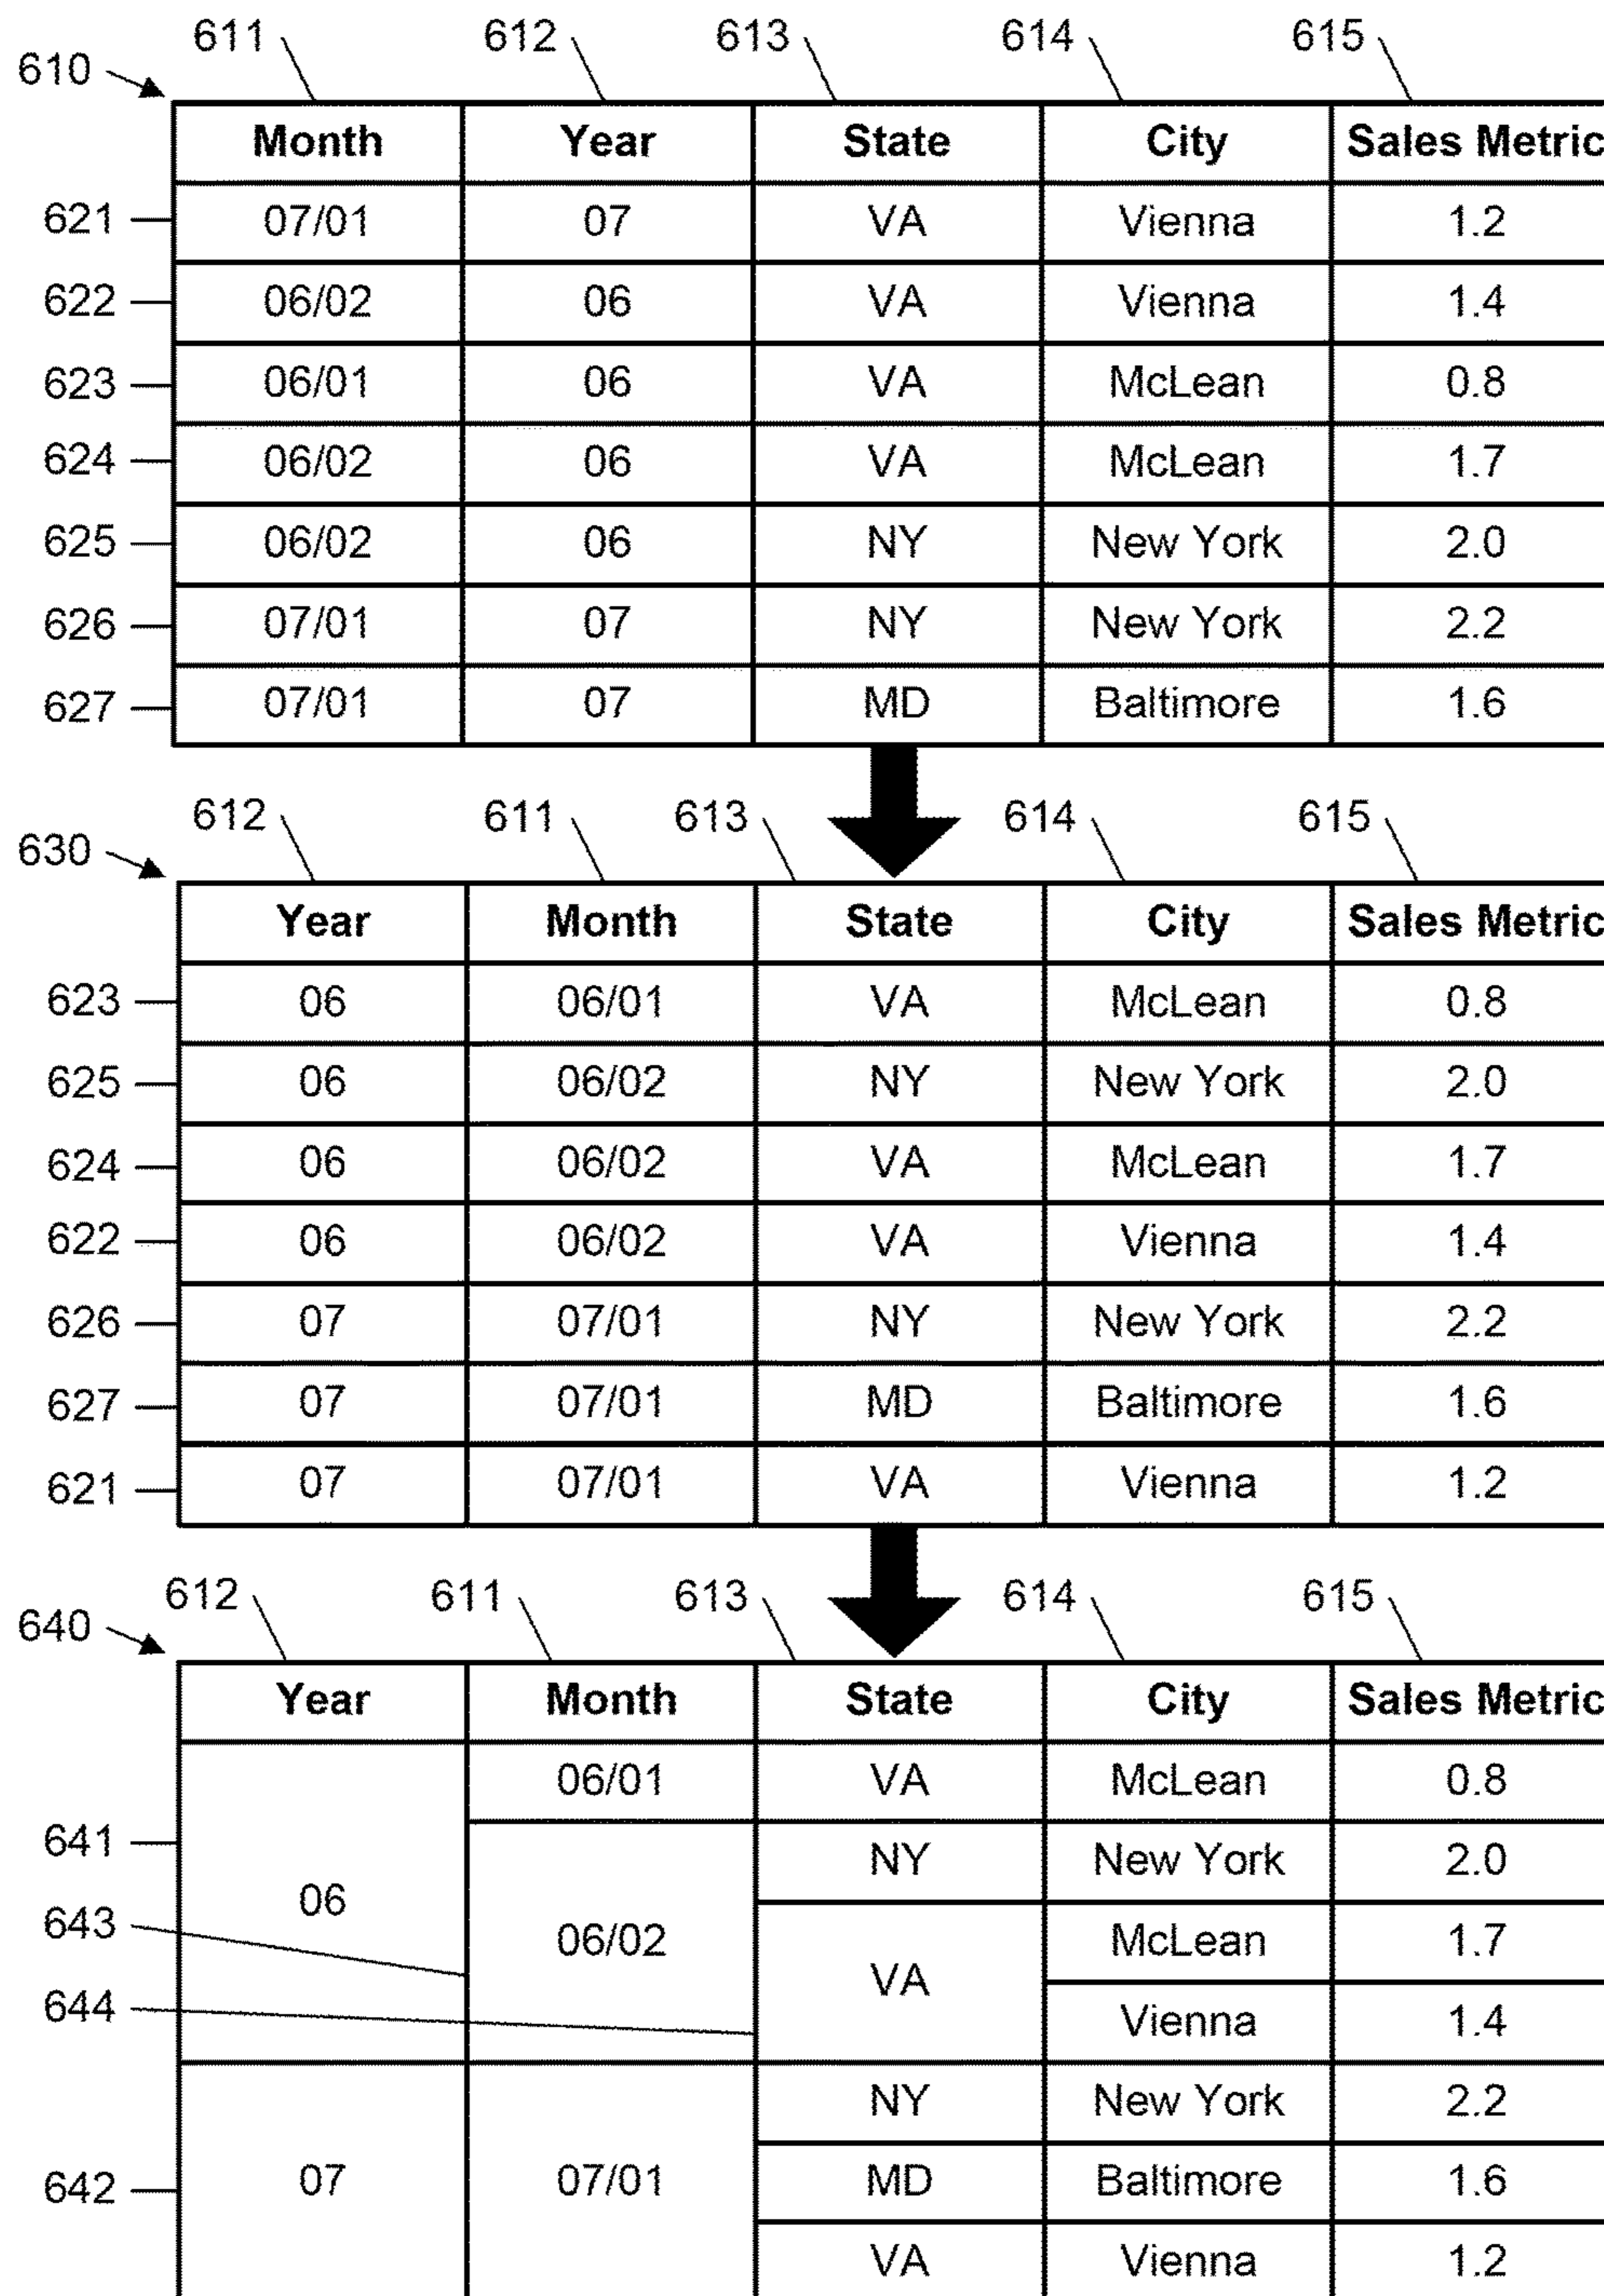 611 612 613 614 615
610
Month Year State City Sales Metric
621 07/01 07 VA Vienna 1.2
622 06/02 06 VA Vienna 1.4
623 06/01 06 VA McLean 0.8
624 06/02 06 VA McLean 1.7
625 06/02 06 NY New York 2.0
626 07/01 07 NY New York 2.2
627 07/01 07 MD Baltimore 1.6
612 611 613 614 615
630
Year Month State City Sales Metric
623 06 06/01 VA McLean 0.8
625 06 06/02 NY New York 2.0
624 06 06/02 VA McLean 1.7
622 06 06/02 VA Vienna 1.4
626 07 07/01 NY New York 2.2
627 07 07/01 MD Baltimore 1.6
621 07 07/01 VA Vienna 1.2
612 611 613 614 615
640
Year Month State City Sales Metric
06/01 VA McLean 0.8
641 NY New York 2.0
06
643 06/02 McLean 1.7
VA
644 Vienna 1.4
NY New York 2.2
642 07 07/01 MD Baltimore 1.6
VA Vienna 1.2